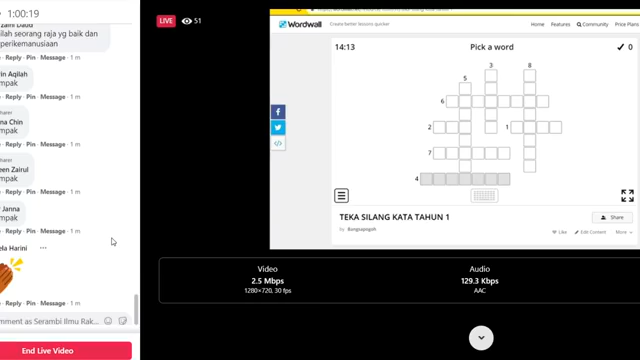 1:00:19
ilah seorang raja yg baik dan
perikemanusiaan
Reply · Pin · Message · 1 m
in Aqilah
mpak
Reply · Pin · Message · 1 m
na Chin
mpak
Reply · Pin · Message · 1 m
een Zairul
mpak
Reply · Pin · Message · 1 m
Janna
mpak
Reply · Pin · Message · 1 m
ela Harini ...
Reply · Pin · Message · 1 m
omment as Serambi Ilmu Rak...
End Live Video
LIVE 51
Wordwall Create better lessons quicker Home Features Community Price Plans
14:13 Pick a word ✓ 0
3 8
5
6
2 1
7
4
TEKA SILANG KATA TAHUN 1
by Bangsapngoh
Share
Like Edit Content More
Video
2.5 Mbps
1280×720, 30 fps
Audio
129.3 Kbps
AAC